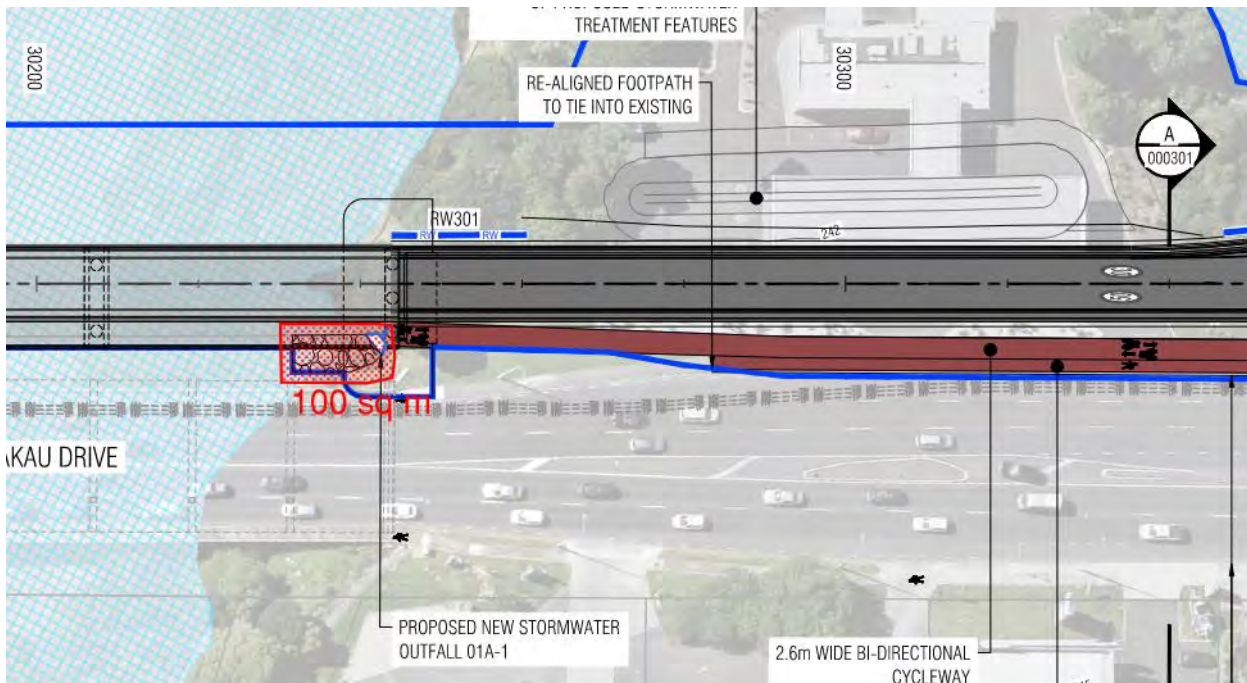 TREATMENT FEATURES
30200
30300
RE-ALIGNED FOOTPATH
TO TIE INTO EXISTING
A
000301
RW301
RW RW
242
100 sq m
AKAU DRIVE
PROPOSED NEW STORMWATER
OUTFALL 01A-1
2.6m WIDE BI-DIRECTIONAL
CYCLEWAY